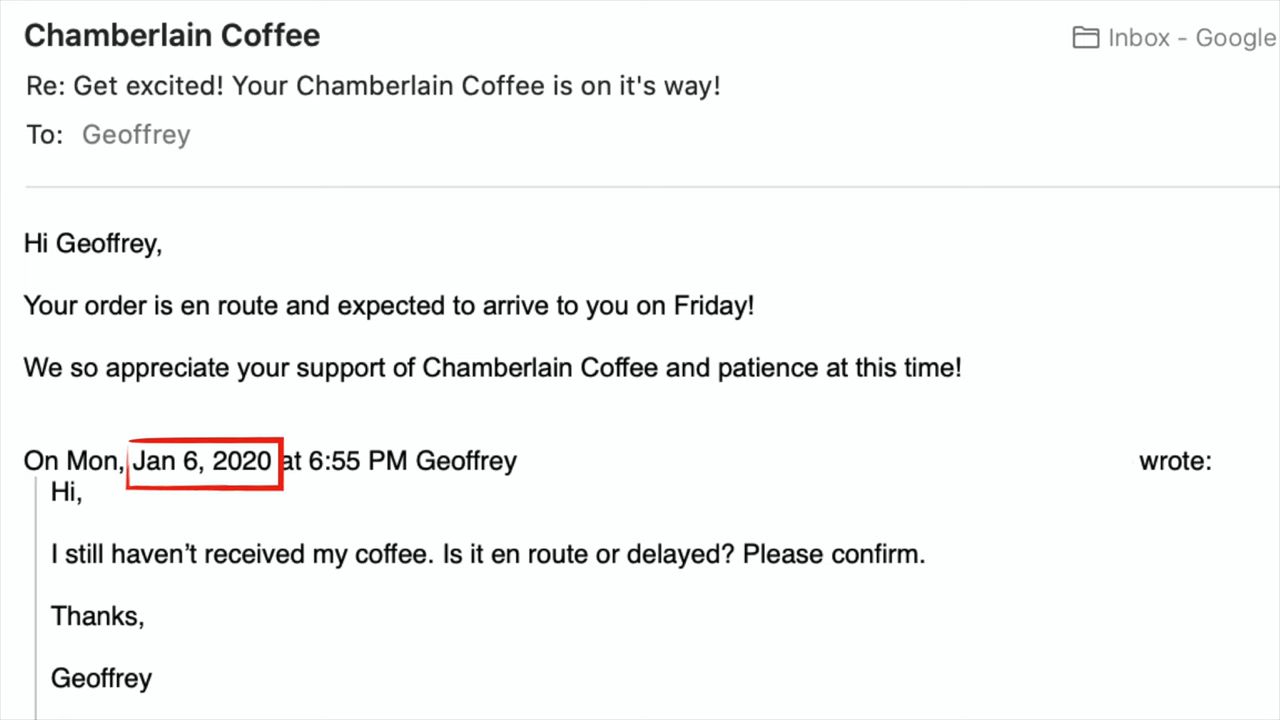 Chamberlain Coffee
Inbox - Google
Re: Get excited! Your Chamberlain Coffee is on it's way!
To: Geoffrey
Hi Geoffrey,
Your order is en route and expected to arrive to you on Friday!
We so appreciate your support of Chamberlain Coffee and patience at this time!
On Mon, Jan 6, 2020 at 6:55 PM Geoffrey wrote:
Hi,
I still haven’t received my coffee. Is it en route or delayed? Please confirm.
Thanks,
Geoffrey